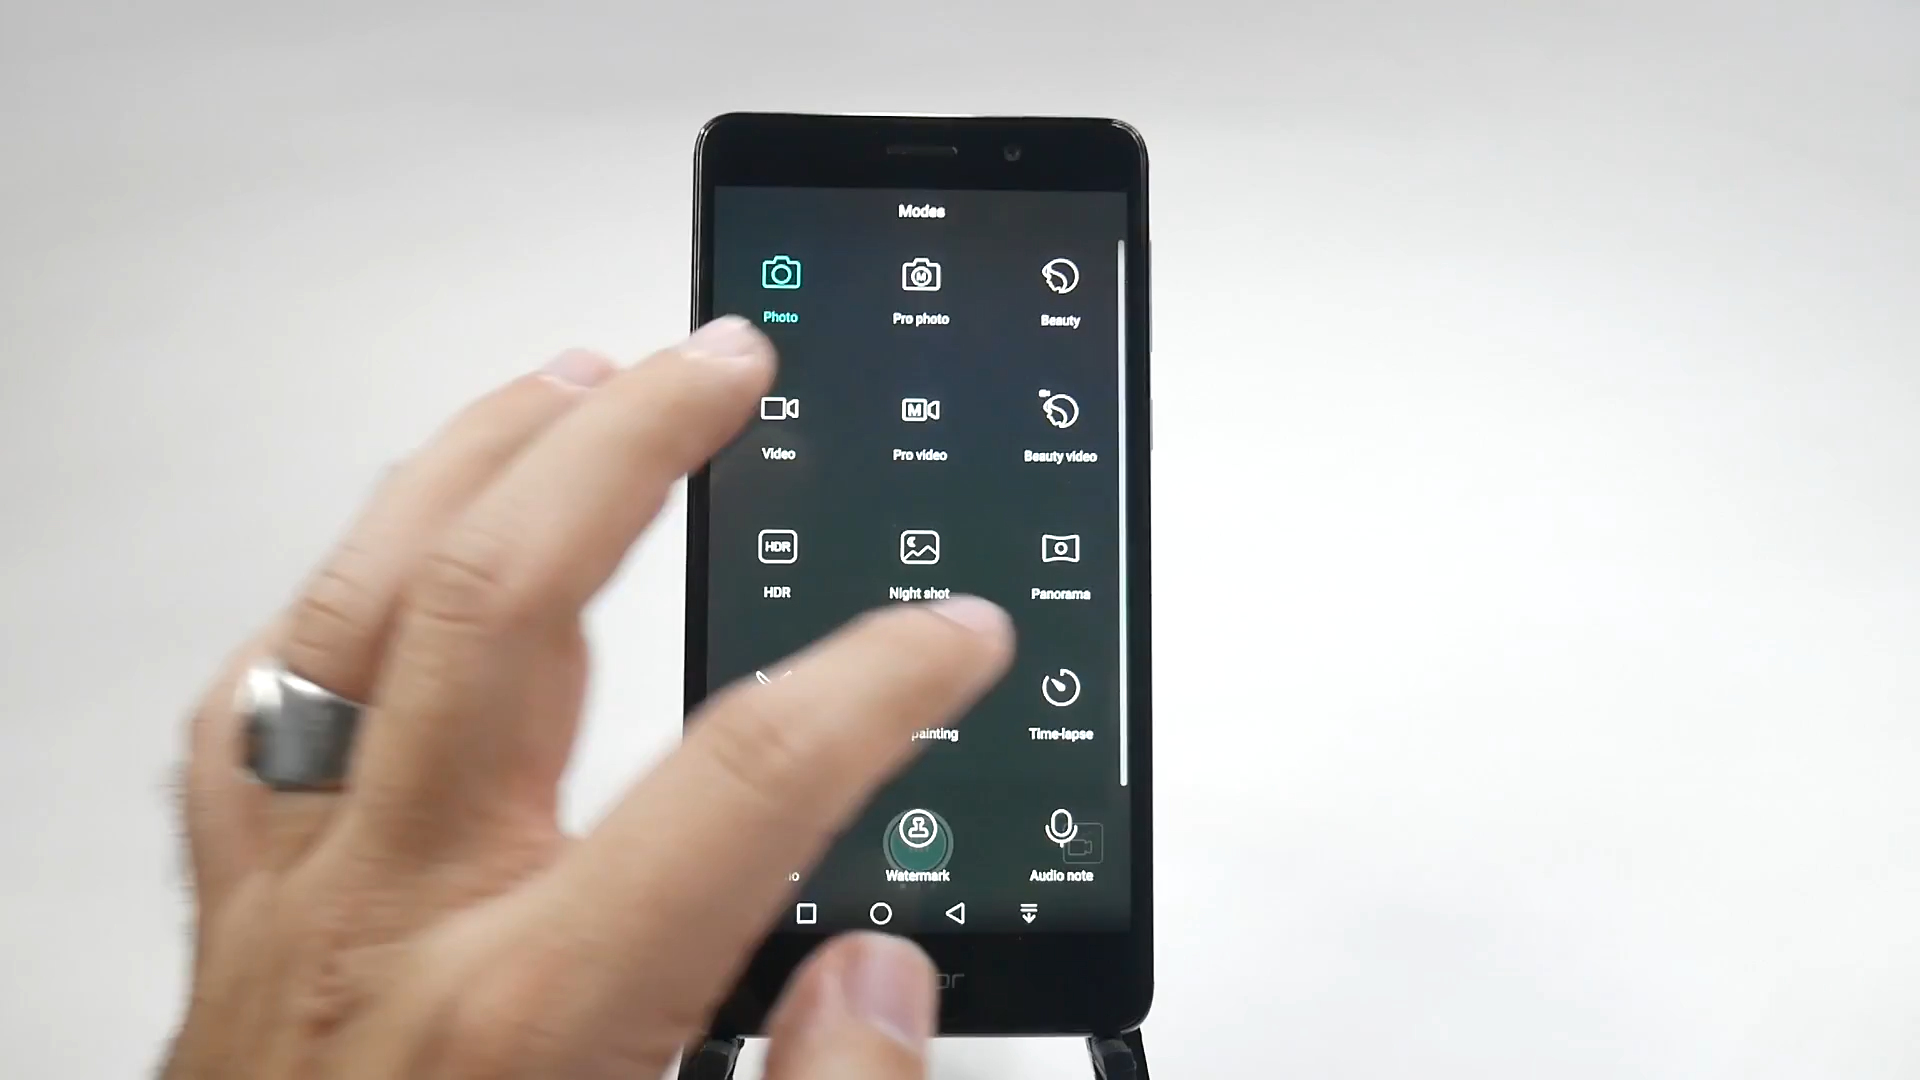 Modes
Photo
Pro photo
Beauty
M
Video
Pro video
Beauty video
HDR
HDR
Night shot
Panorama
painting
Time-lapse
Watermark
Audio note